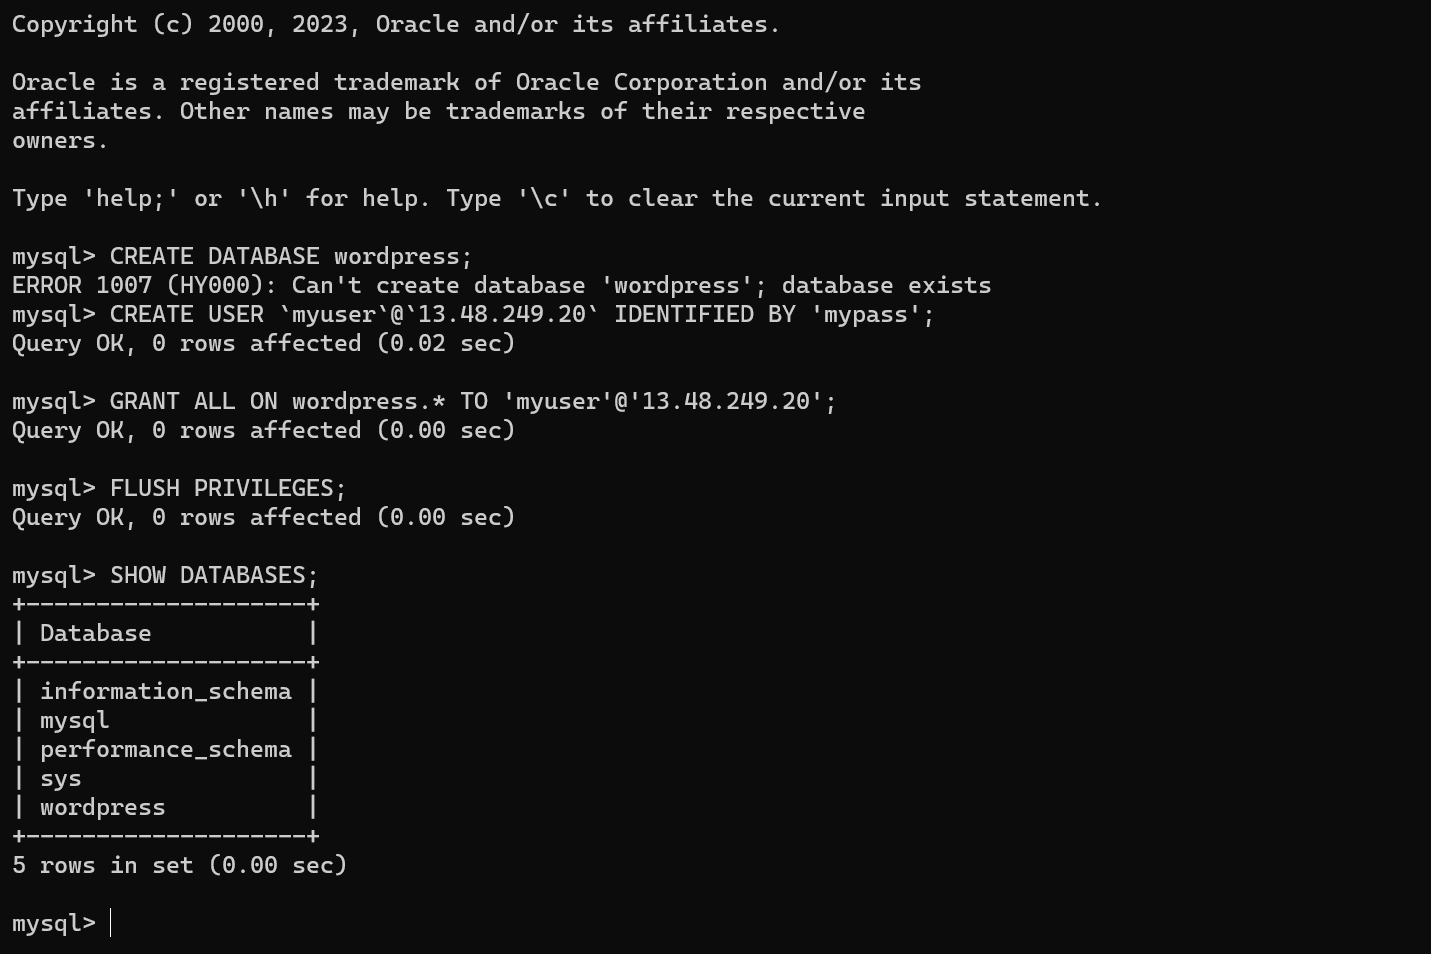 Copyright (c) 2000, 2023, Oracle and/or its affiliates.
Oracle is a registered trademark of Oracle Corporation and/or its
affiliates. Other names may be trademarks of their respective
owners.
Type 'help;' or '\h' for help. Type '\c' to clear the current input statement.
mysql> CREATE DATABASE wordpress;
ERROR 1007 (HY000): Can't create database 'wordpress'; database exists
mysql> CREATE USER `myuser`@`13.48.249.20` IDENTIFIED BY 'mypass';
Query OK, 0 rows affected (0.02 sec)
mysql> GRANT ALL ON wordpress.* TO 'myuser'@'13.48.249.20';
Query OK, 0 rows affected (0.00 sec)
mysql> FLUSH PRIVILEGES;
Query OK, 0 rows affected (0.00 sec)
mysql> SHOW DATABASES;
+--------------------+
| Database           |
+--------------------+
| information_schema |
| mysql              |
| performance_schema |
| sys                |
| wordpress          |
+--------------------+
5 rows in set (0.00 sec)
mysql>